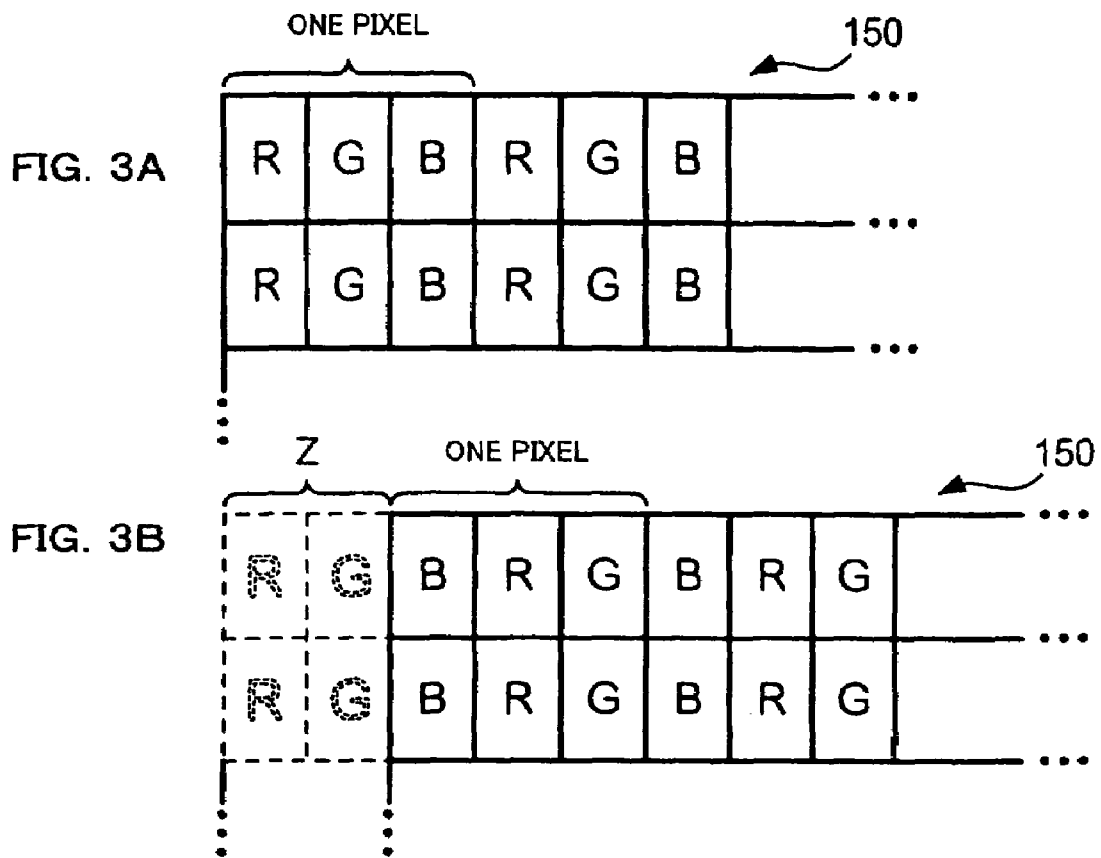 ONE PIXEL
150
FIG. 3A
R G B R G B
R G B R G B
Z
ONE PIXEL
150
FIG. 3B
R G B R G B R G
R G B R G B R G